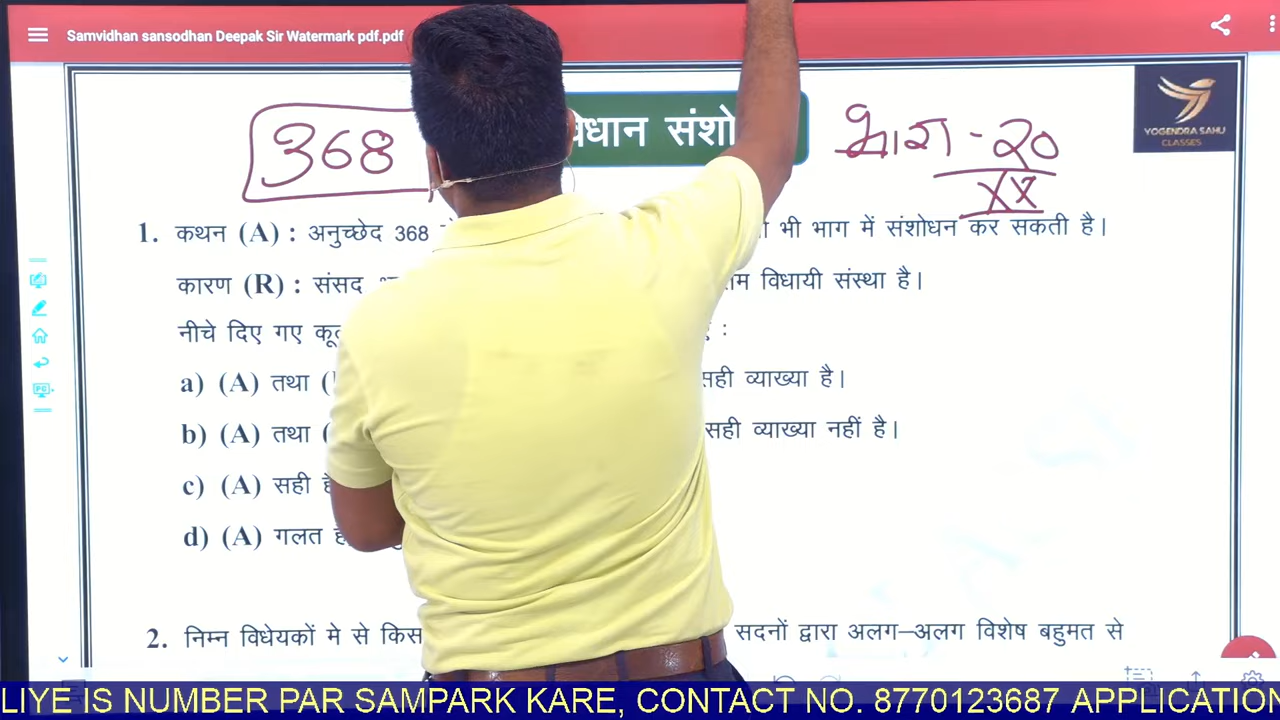 Samvidhan sansodhan Deepak Sir Watermark pdf.pdf
368
संशो
भाग - 20
XX
YOGENDRA SAHU
CLASSES
1. कथन (A) : अनुच्छेद 368 भी भाग में संशोधन कर सकती है।
कारण (R) : संसद विधायी संस्था है।
नीचे दिए गए :
a) (A) तथा सही व्याख्या है।
b) (A) तथा सही व्याख्या नहीं है।
c) (A) सही
d) (A) गलत
2. निम्न विधेयकों मे से किस सदनों द्वारा अलग–अलग विशेष बहुमत से
LIYE IS NUMBER PAR SAMPARK KARE, CONTACT NO. 8770123687 APPLICATION